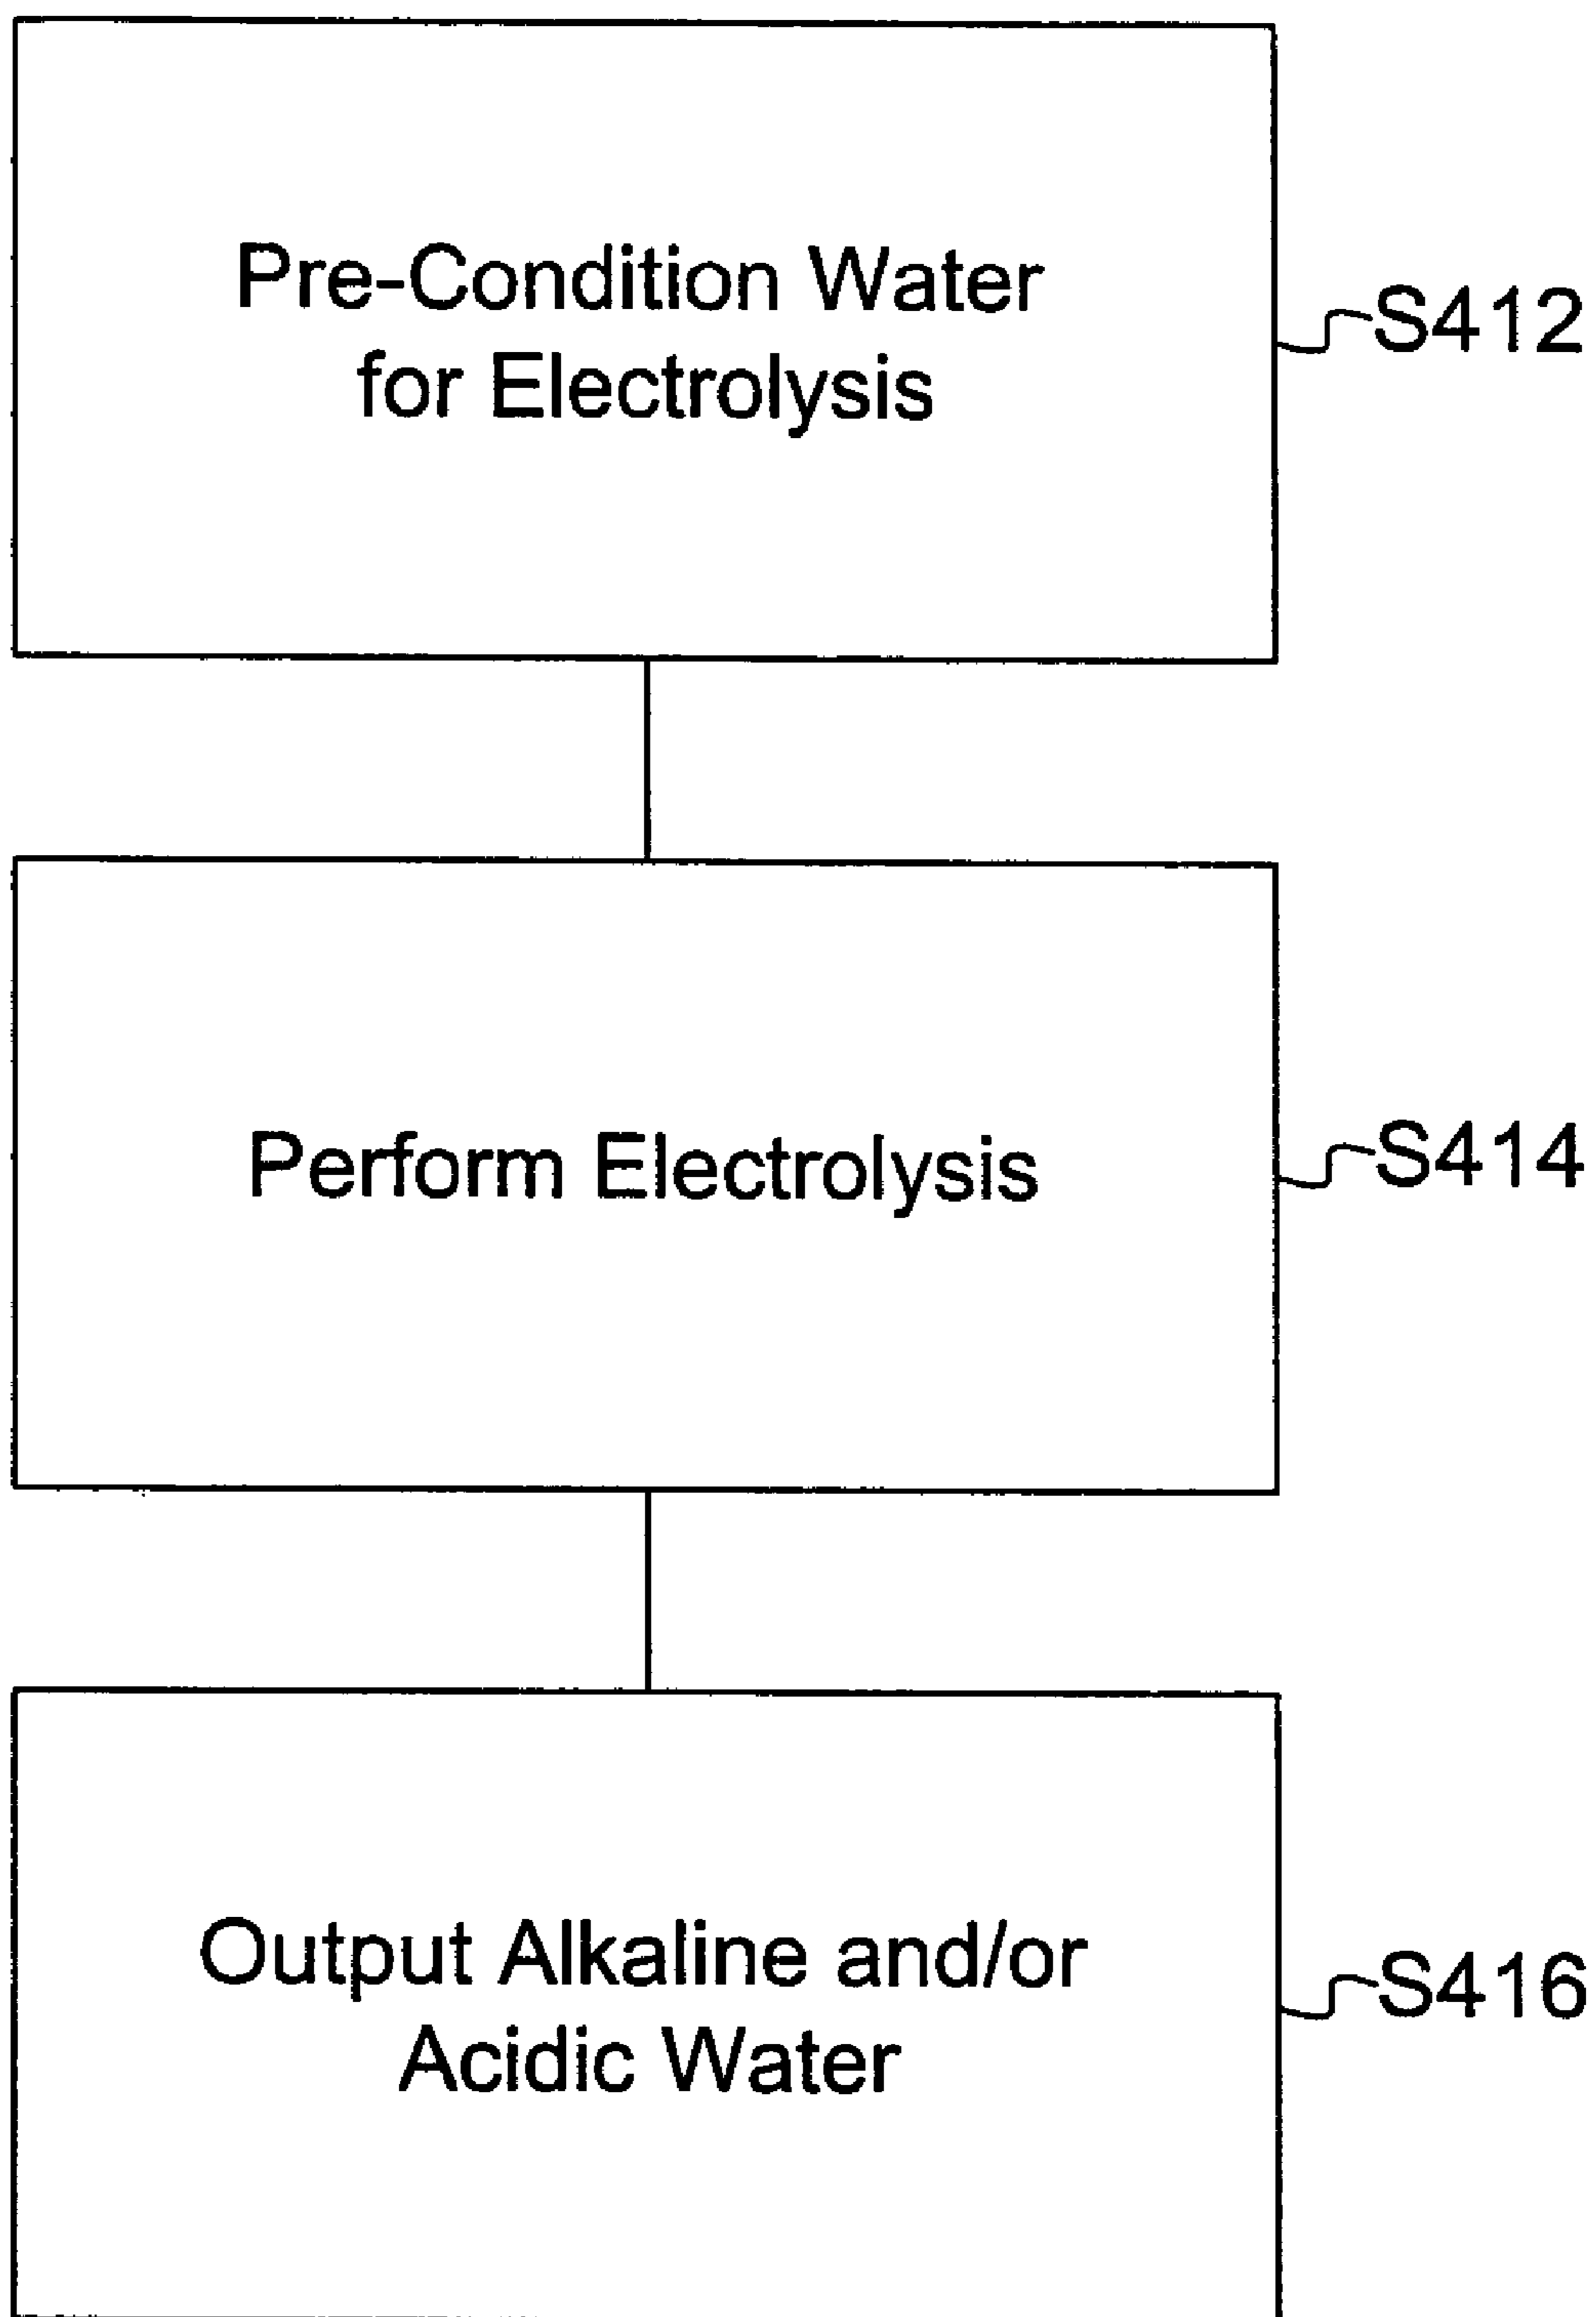 Pre-Condition Water
for Electrolysis
S412
Perform Electrolysis
S414
Output Alkaline and/or
Acidic Water
S416